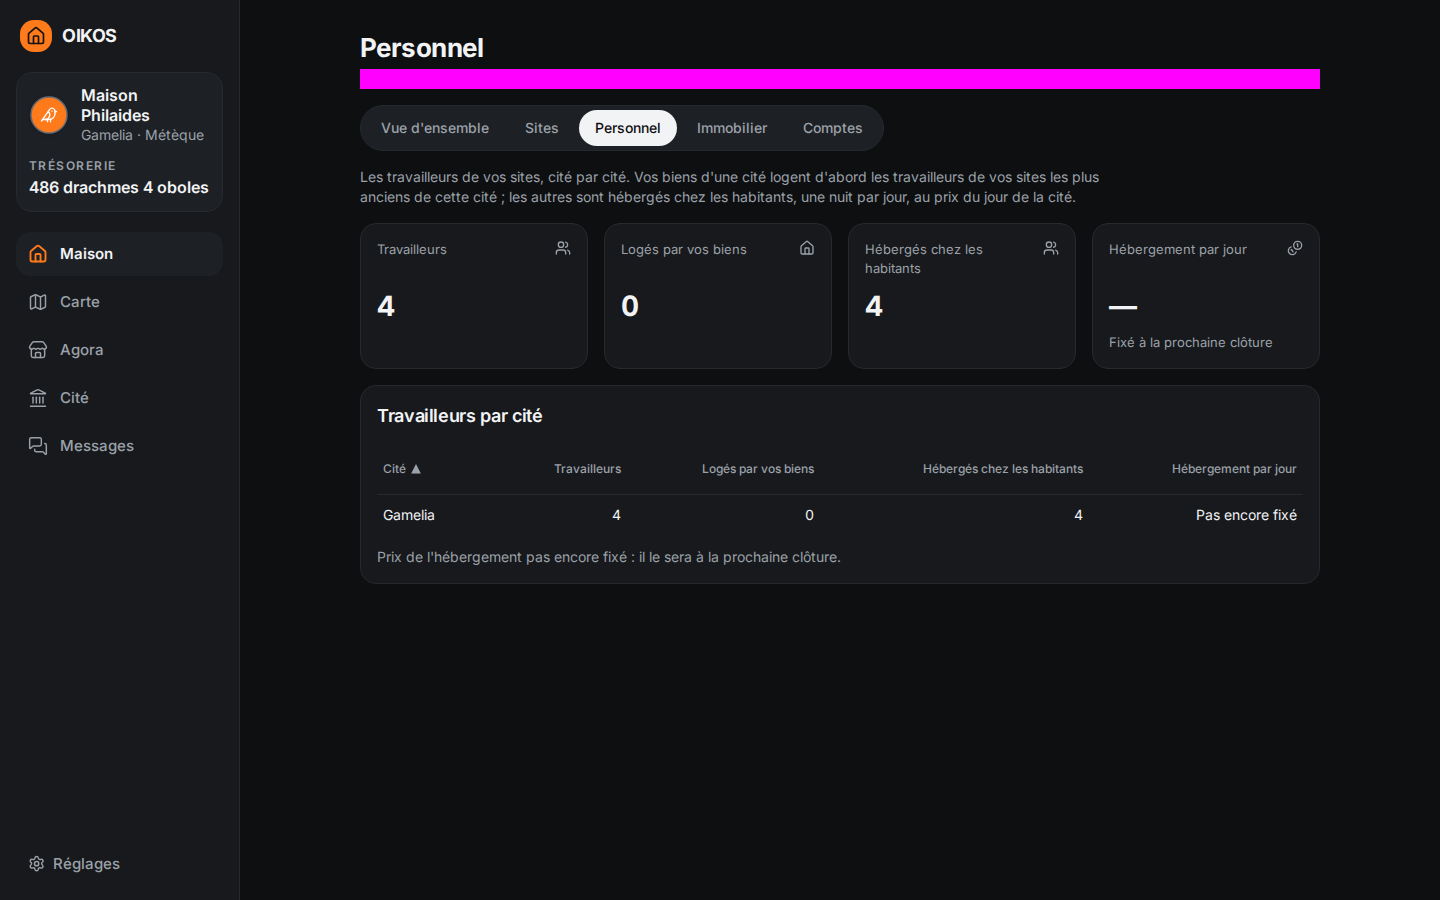 OIKOS
Maison
Philaides
Gamelia · Métèque
TRÉSORERIE
486 drachmes 4 oboles
Maison
Carte
Agora
Cité
Messages
Réglages
Personnel
Vue d'ensemble Sites Personnel Immobilier Comptes
Les travailleurs de vos sites, cité par cité. Vos biens d'une cité logent d'abord les travailleurs de vos sites les plus
anciens de cette cité ; les autres sont hébergés chez les habitants, une nuit par jour, au prix du jour de la cité.
Travailleurs
4
Logés par vos biens
0
Hébergés chez les
habitants
4
Hébergement par jour
—
Fixé à la prochaine clôture
Travailleurs par cité
Cité ▲ Travailleurs Logés par vos biens Hébergés chez les habitants Hébergement par jour
Gamelia 4 0 4 Pas encore fixé
Prix de l'hébergement pas encore fixé : il le sera à la prochaine clôture.